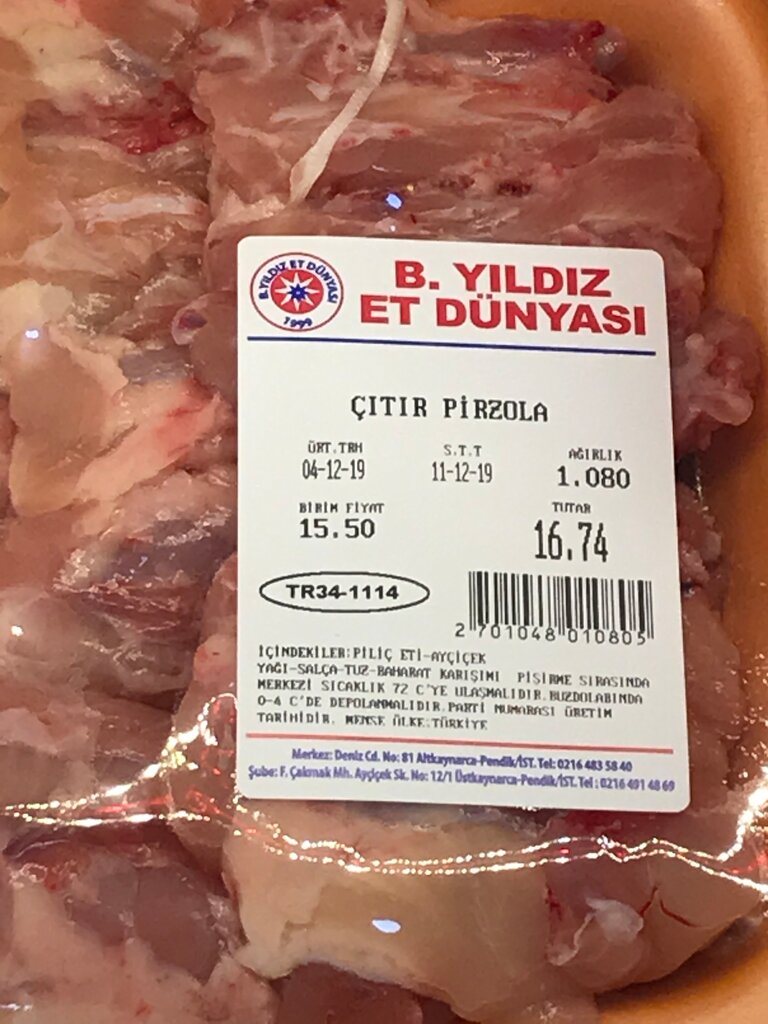 B. YILDIZ ET DÜNYASI
1999
B. YILDIZ
ET DÜNYASI
ÇITIR PİRZOLA
ÜRT.TRH S.T.T AĞIRLIK
04-12-19 11-12-19 1.080
BİRİM FİYAT TUTAR
15.50 16.74
TR34-1114
2 701048 010805
İÇİNDEKİLER:PİLİÇ ETİ-AYÇİÇEK
YAĞI-SALÇA-TUZ-BAHARAT KARIŞIMI PİŞİRME SIRASINDA
MERKEZİ SICAKLIK 72 C'YE ULAŞMALIDIR.BUZDOLABINDA
0-4 C'DE DEPOLANMALIDIR.PARTİ NUMARASI ÜRETİM
TARİHİDİR. MENŞE ÜLKE:TÜRKİYE
Merkez: Deniz Cd. No: 81 Altkaynarca-Pendik/İST. Tel: 0216 483 58 40
Şube: F. Çakmak Mh. Ayçiçek Sk. No: 12/1 Üstkaynarca-Pendik/İST. Tel : 0216 491 48 69